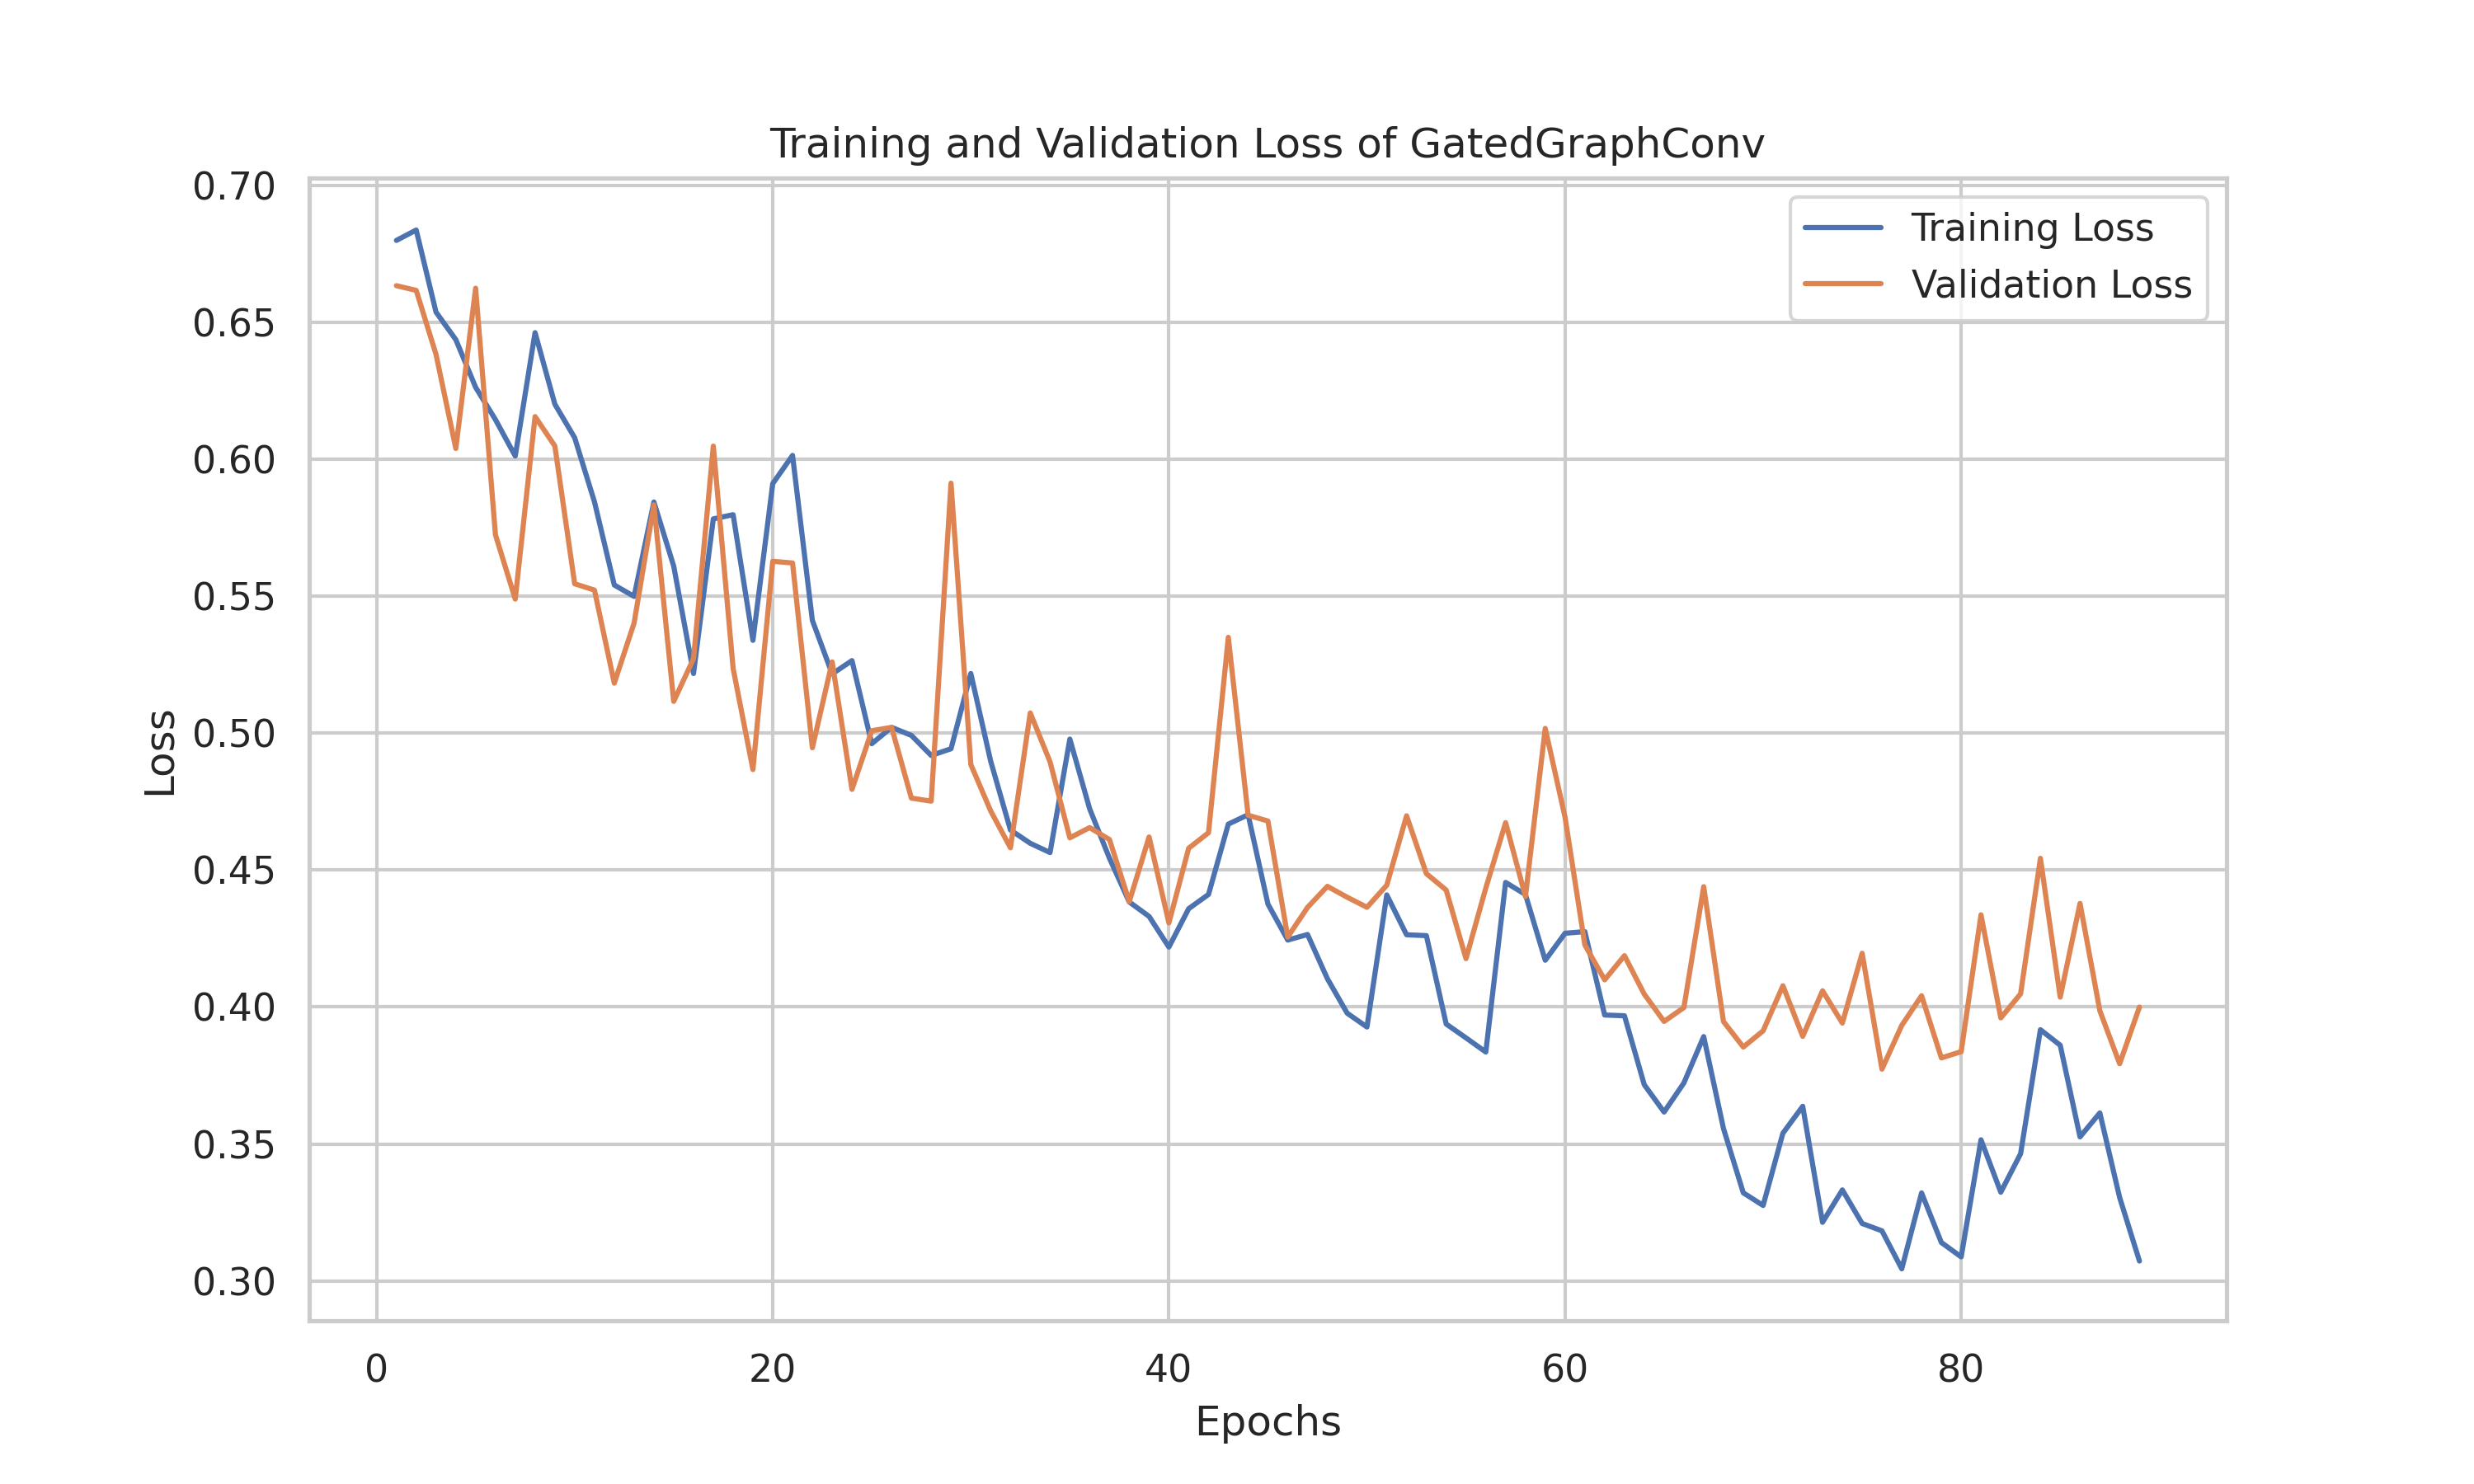 Training and Validation Loss of GatedGraphConv
Training Loss
Validation Loss
0.70
0.65
0.60
0.55
0.50
0.45
0.40
0.35
0.30
Loss
0 20 40 60 80
Epochs